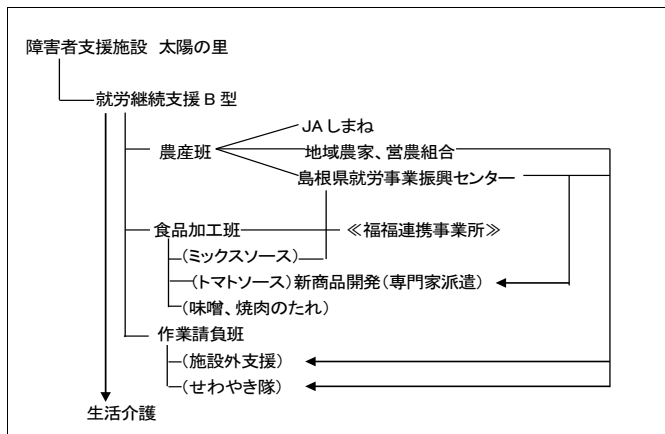 障害者支援施設 太陽の里
就労継続支援B型
JAしまね
農産班 地域農家、営農組合
島根県就労事業振興センター
食品加工班 ≪福福連携事業所≫
(ミックスソース)
(トマトソース)新商品開発(専門家派遣)
(味噌、焼肉のたれ)
作業請負班
(施設外支援)
(せわやき隊)
生活介護